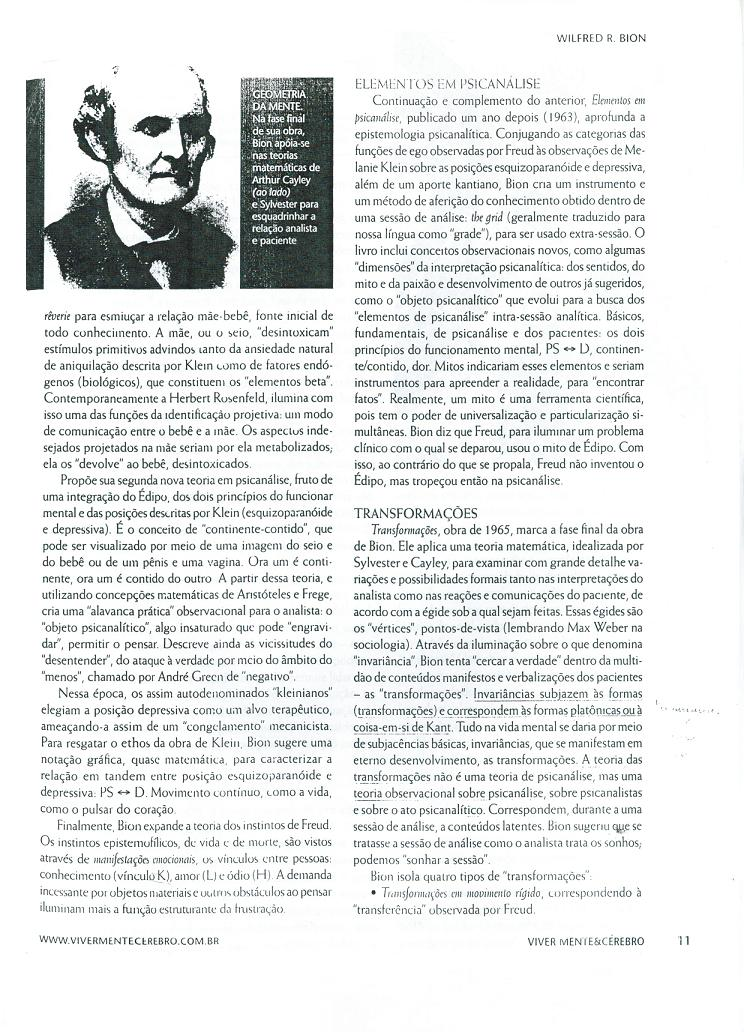 WILFRED R. BION
GEOMETRIA
DA MENTE.
Na fase final
de sua obra,
Bion apóia-se
nas teorias
matemáticas de
Arthur Cayley
(ao lado)
e Sylvester para
esquadrinhar a
relação analista
e paciente
rêverie para esmiuçar a relação mãe-bebê, fonte inicial de
todo conhecimento. A mãe, ou o seio, "desintoxicam"
estímulos primitivos advindos tanto da ansiedade natural
de aniquilação descrita por Klein como de fatores endó-
genos (biológicos), que constituem os "elementos beta".
Contemporaneamente a Herbert Rosenfeld, ilumina com
isso uma das funções da identificação projetiva: um modo
de comunicação entre o bebê e a mãe. Os aspectos inde-
sejados projetados na mãe seriam por ela metabolizados;
ela os "devolve" ao bebê, desintoxicados.
Propõe sua segunda nova teoria em psicanálise, fruto de
uma integração do Édipo, dos dois princípios do funcionar
mental e das posições descritas por Klein (esquizoparanóide
e depressiva). É o conceito de "continente-contido", que
pode ser visualizado por meio de uma imagem do seio e
do bebê ou de um pênis e uma vagina. Ora um é conti-
nente, ora um é contido do outro A partir dessa teoria, e
utilizando concepções matemáticas de Aristóteles e Frege,
cria uma "alavanca prática" observacional para o analista: o
"objeto psicanalítico", algo insaturado que pode "engravi-
dar", permitir o pensar. Descreve ainda as vicissitudes do
"desentender", do ataque à verdade por meio do âmbito do
"menos", chamado por André Green de "negativo".
Nessa época, os assim autodenominados "kleinianos"
elegiam a posição depressiva como um alvo terapêutico,
ameaçando-a assim de um "congelamento" mecanicista.
Para resgatar o ethos da obra de Klein, Bion sugere uma
notação gráfica, quase matemática, para caracterizar a
relação em tandem entre posição esquizoparanóide e
depressiva: PS ↔ D. Movimento contínuo, como a vida,
como o pulsar do coração.
Finalmente, Bion expande a teoria dos instintos de Freud.
Os instintos epistemofílicos, de vida e de morte, são vistos
através de manifestações emocionais, os vínculos entre pessoas:
conhecimento (vínculo K), amor (L) e ódio (H). A demanda
incessante por objetos materiais e outros obstáculos ao pensar
iluminam mais a função estruturante da frustração.
ELEMENTOS EM PSICANÁLISE
Continuação e complemento do anterior, Elementos em
psicanálise, publicado um ano depois (1963), aprofunda a
epistemologia psicanalítica. Conjugando as categorias das
funções de ego observadas por Freud às observações de Me-
lanie Klein sobre as posições esquizoparanóide e depressiva,
além de um aporte kantiano, Bion cria um instrumento e
um método de aferição do conhecimento obtido dentro de
uma sessão de análise: the grid (geralmente traduzido para
nossa língua como "grade"), para ser usado extra-sessão. O
livro inclui conceitos observacionais novos, como algumas
"dimensões" da interpretação psicanalítica: dos sentidos, do
mito e da paixão e desenvolvimento de outros já sugeridos,
como o "objeto psicanalítico" que evolui para a busca dos
"elementos de psicanálise" intra-sessão analítica. Básicos,
fundamentais, de psicanálise e dos pacientes: os dois
princípios do funcionamento mental, PS ↔ D, continen-
te/contido, dor. Mitos indicariam esses elementos e seriam
instrumentos para apreender a realidade, para "encontrar
fatos". Realmente, um mito é uma ferramenta científica,
pois tem o poder de universalização e particularização si-
multâneas. Bion diz que Freud, para iluminar um problema
clínico com o qual se deparou, usou o mito de Édipo. Com
isso, ao contrário do que se propala, Freud não inventou o
Édipo, mas tropeçou então na psicanálise.
TRANSFORMAÇÕES
Transformações, obra de 1965, marca a fase final da obra
de Bion. Ele aplica uma teoria matemática, idealizada por
Sylvester e Cayley, para examinar com grande detalhe va-
riações e possibilidades formais tanto nas interpretações do
analista como nas reações e comunicações do paciente, de
acordo com a égide sob a qual sejam feitas. Essas égides são
os "vértices", pontos-de-vista (lembrando Max Weber na
sociologia). Através da iluminação sobre o que denomina
"invariância", Bion tenta "cercar a verdade" dentro da multi-
dão de conteúdos manifestos e verbalizações dos pacientes
– as "transformações". Invariâncias subjazem às formas
(transformações) e correspondem às formas platônicas ou à
coisa-em-si de Kant. Tudo na vida mental se daria por meio
de subjacências básicas, invariâncias, que se manifestam em
eterno desenvolvimento, as transformações. A teoria das
transformações não é uma teoria de psicanálise, mas uma
teoria observacional sobre psicanálise, sobre psicanalistas
e sobre o ato psicanalítico. Correspondem, durante a uma
sessão de análise, a conteúdos latentes. Bion sugeriu que se
tratasse a sessão de análise como o analista trata os sonhos;
podemos "sonhar a sessão".
Bion isola quatro tipos de "transformações":
• Transformações em movimento rígido, correspondendo à
"transferência" observada por Freud.
WWW.VIVERMENTECEREBRO.COM.BR
VIVER MENTE&CÉREBRO 11